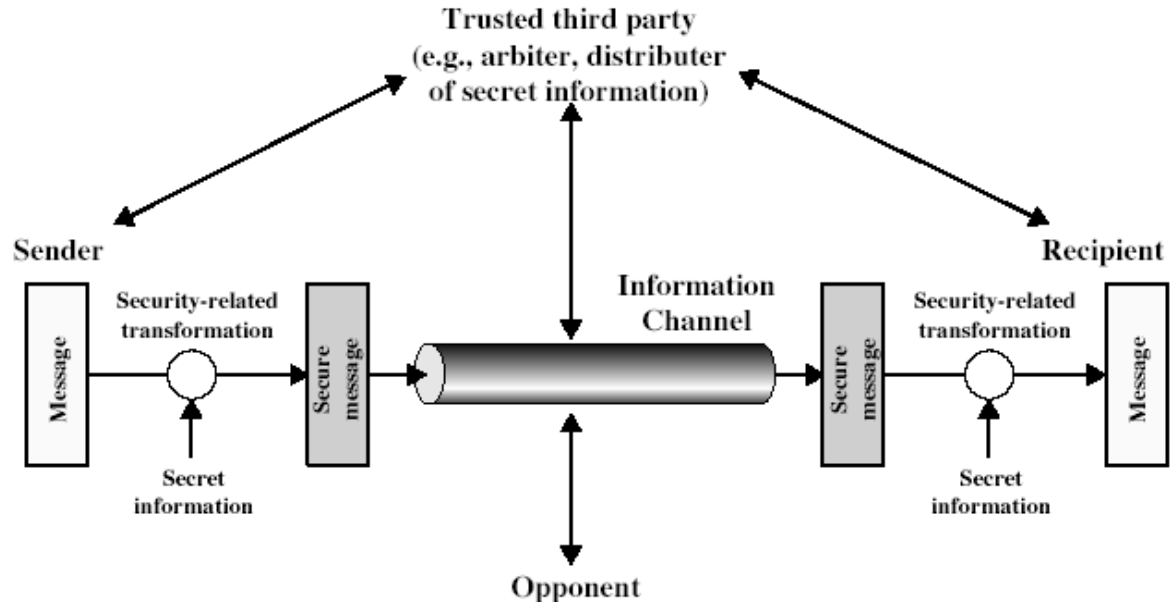 Trusted third party
(e.g., arbiter, distributer
of secret information)
Sender
Recipient
Information
Channel
Security-related
transformation
Security-related
transformation
Message
Secure
message
Secure
message
Message
Secret
information
Secret
information
Opponent